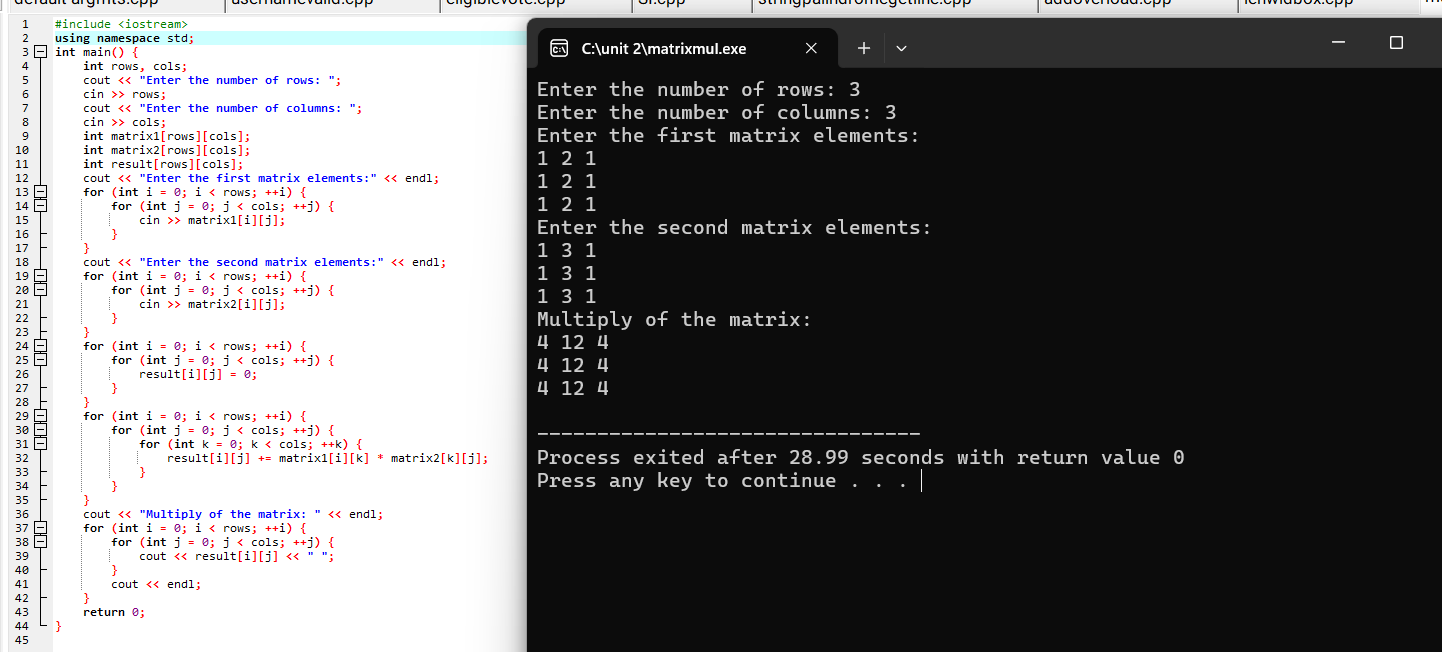 default argmts.cpp usernamevalid.cpp eligiblevote.cpp SI.cpp stringpalindromegetline.cpp addoverload.cpp lenwidbox.cpp
1 #include <iostream>
2 using namespace std;
3 int main() {
4 int rows, cols;
5 cout << "Enter the number of rows: ";
6 cin >> rows;
7 cout << "Enter the number of columns: ";
8 cin >> cols;
9 int matrix1[rows][cols];
10 int matrix2[rows][cols];
11 int result[rows][cols];
12 cout << "Enter the first matrix elements:" << endl;
13 for (int i = 0; i < rows; ++i) {
14 for (int j = 0; j < cols; ++j) {
15 cin >> matrix1[i][j];
16 }
17 }
18 cout << "Enter the second matrix elements:" << endl;
19 for (int i = 0; i < rows; ++i) {
20 for (int j = 0; j < cols; ++j) {
21 cin >> matrix2[i][j];
22 }
23 }
24 for (int i = 0; i < rows; ++i) {
25 for (int j = 0; j < cols; ++j) {
26 result[i][j] = 0;
27 }
28 }
29 for (int i = 0; i < rows; ++i) {
30 for (int j = 0; j < cols; ++j) {
31 for (int k = 0; k < cols; ++k) {
32 result[i][j] += matrix1[i][k] * matrix2[k][j];
33 }
34 }
35 }
36 cout << "Multiply of the matrix: " << endl;
37 for (int i = 0; i < rows; ++i) {
38 for (int j = 0; j < cols; ++j) {
39 cout << result[i][j] << " ";
40 }
41 cout << endl;
42 }
43 return 0;
44 }
45
C:\unit 2\matrixmul.exe
Enter the number of rows: 3
Enter the number of columns: 3
Enter the first matrix elements:
1 2 1
1 2 1
1 2 1
Enter the second matrix elements:
1 3 1
1 3 1
1 3 1
Multiply of the matrix:
4 12 4
4 12 4
4 12 4
--------------------------------
Process exited after 28.99 seconds with return value 0
Press any key to continue . . .